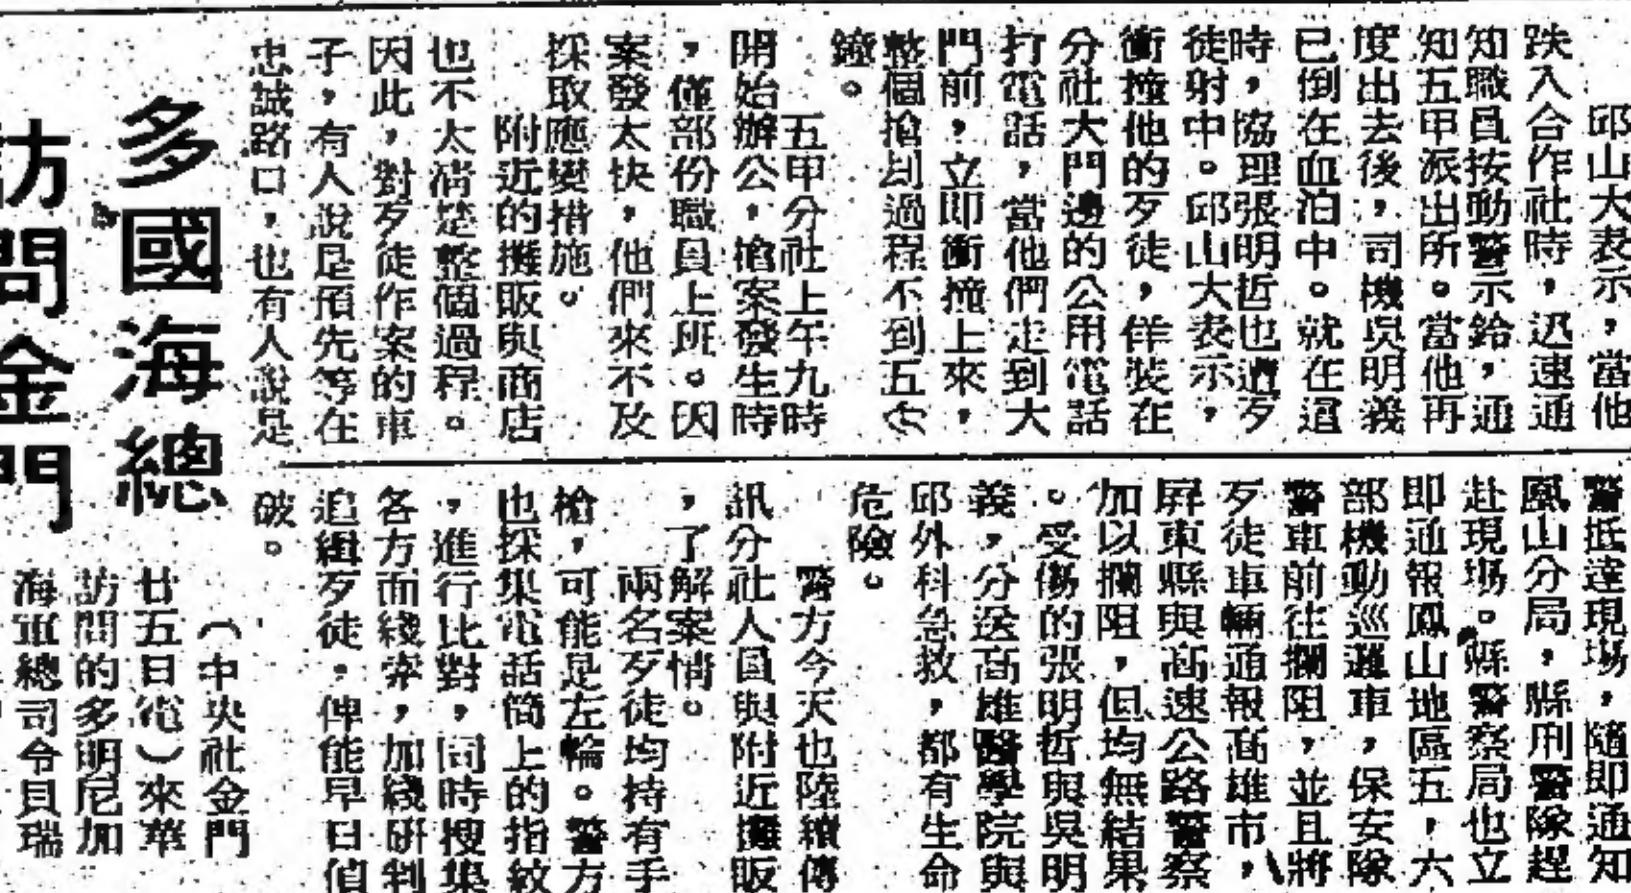 邱山大表示，當他
跌入合作社時，迅速通
知職員按動警示鈴，通
知五甲派出所。當他再
度出去後，司機吳明義
已倒在血泊中。就在這
時，協理張明哲也遭歹
徒射中。邱山大表示，
衝撞他的歹徒，佯裝在
分社大門邊的公用電話
打電話，當他們走到大
門前，立即衝撞上來，
整個搶刧過程不到五分
鐘。
五甲分社上午九時
開始辦公，搶案發生時
，僅部份職員上班。因
案發太快，他們來不及
採取應變措施。
附近的攤販與商店
也不太清楚整個過程。
因此，對歹徒作案的車
子，有人說是預先等在
忠誠路口，也有人說是
警抵達現場，隨即通知
鳳山分局，縣刑警隊趕
赴現場。縣警察局也立
即通報鳳山地區五，六
部機動巡邏車，保安隊
警車前往攔阻，並且將
歹徒車輛通報高雄市，
屏東縣與高速公路警察
加以攔阻，但均無結果
。受傷的張明哲與吳明
義，分送高雄醫學院與
邱外科急救，都有生命
危險。
警方今天也陸續傳
訊分社人員與附近攤販
，了解案情。
兩名歹徒均持有手
槍，可能是左輪。警方
也採集電話筒上的指紋
，進行比對，同時搜集
各方面綫索，加緊研判
追緝歹徒。俾能早日偵
破。
多國海總
訪問金門
（中央社金門
廿五日電）來華
訪問的多明尼加
海軍總司令貝瑞